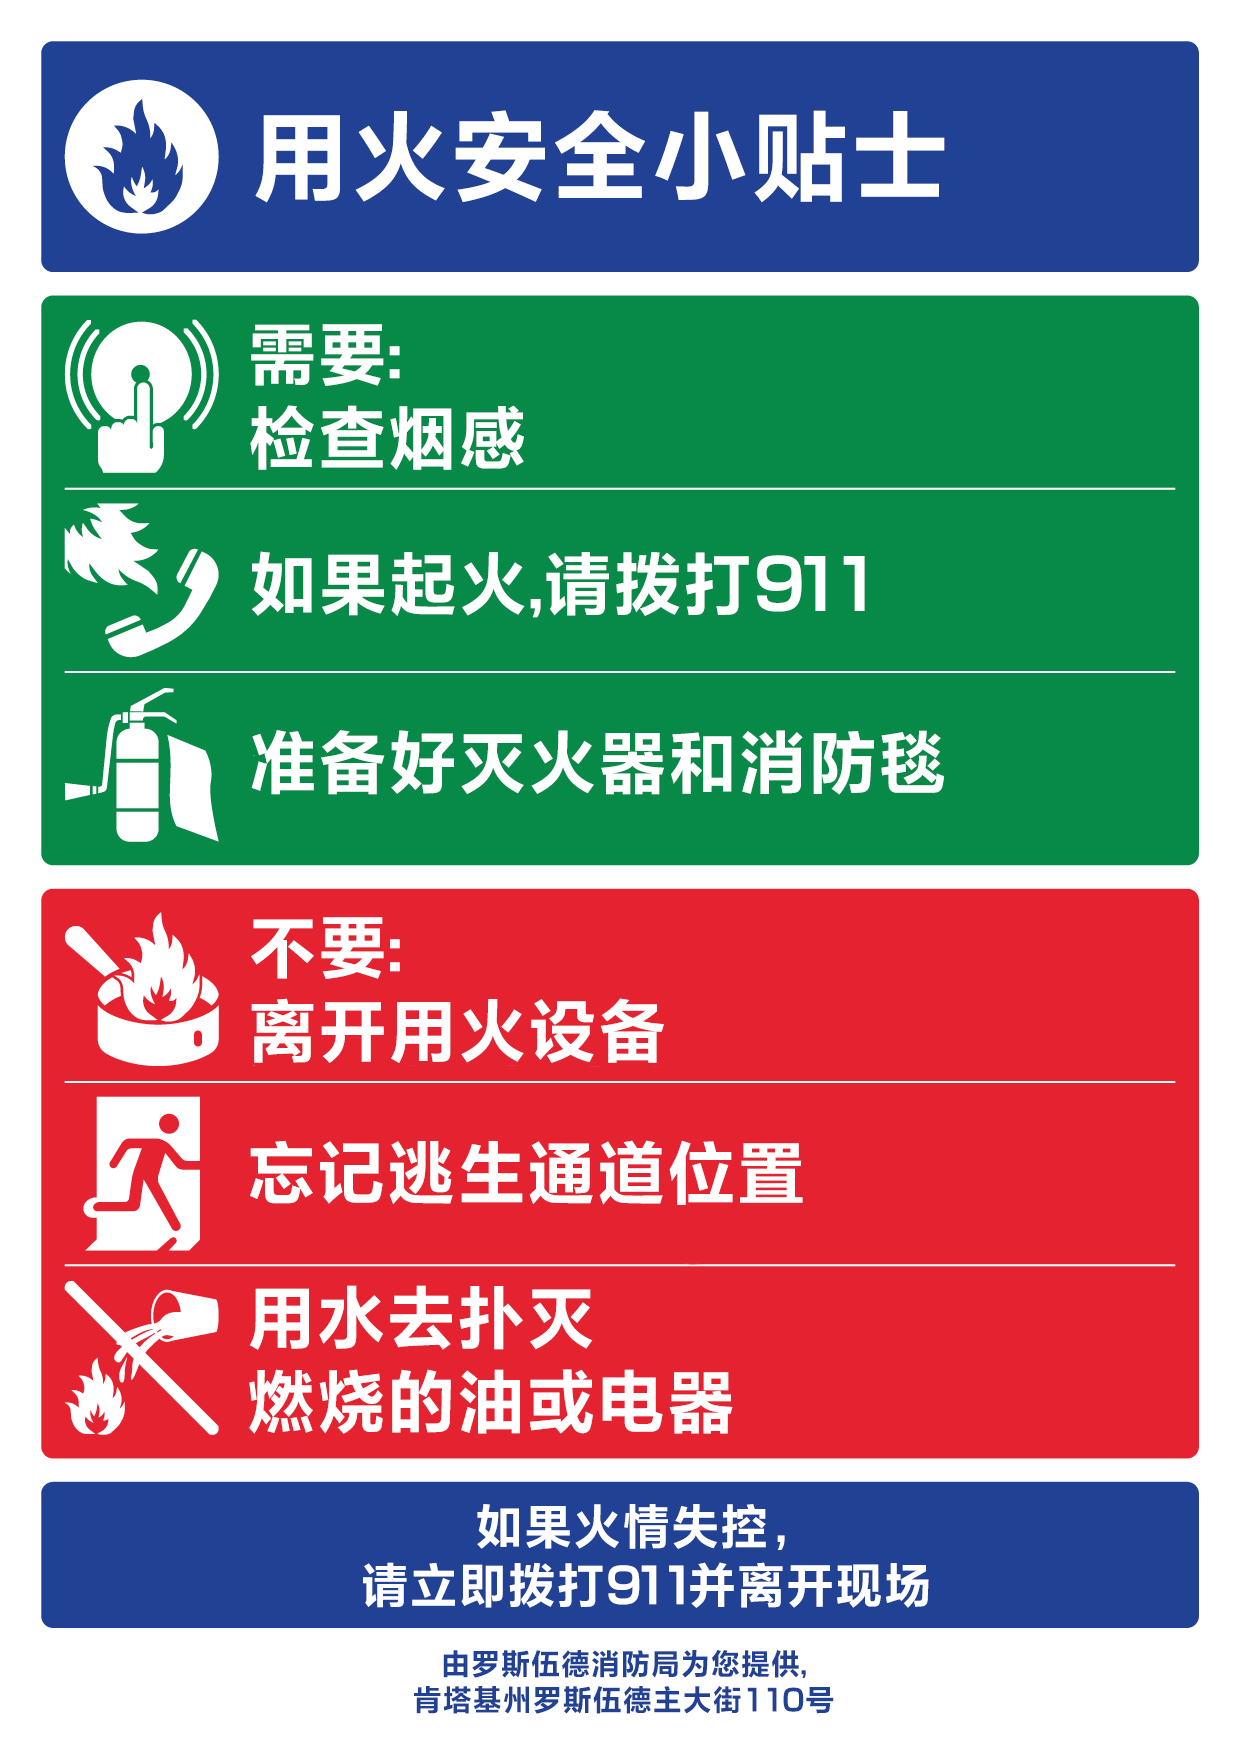 用火安全小贴士
需要:
检查烟感
如果起火,请拨打911
准备好灭火器和消防毯
不要:
离开用火设备
忘记逃生通道位置
用水去扑灭
燃烧的油或电器
如果火情失控,
请立即拨打911并离开现场
由罗斯伍德消防局为您提供,
肯塔基州罗斯伍德主大街110号